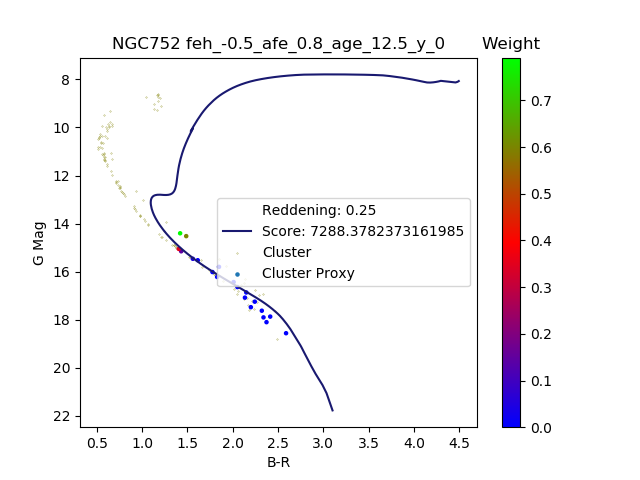 NGC752 feh_-0.5_afe_0.8_age_12.5_y_0
Weight
8
10
12
14
16
18
20
22
G Mag
0.5 1.0 1.5 2.0 2.5 3.0 3.5 4.0 4.5
B-R
Reddening: 0.25
Score: 7288.3782373161985
Cluster
Cluster Proxy
0.7
0.6
0.5
0.4
0.3
0.2
0.1
0.0